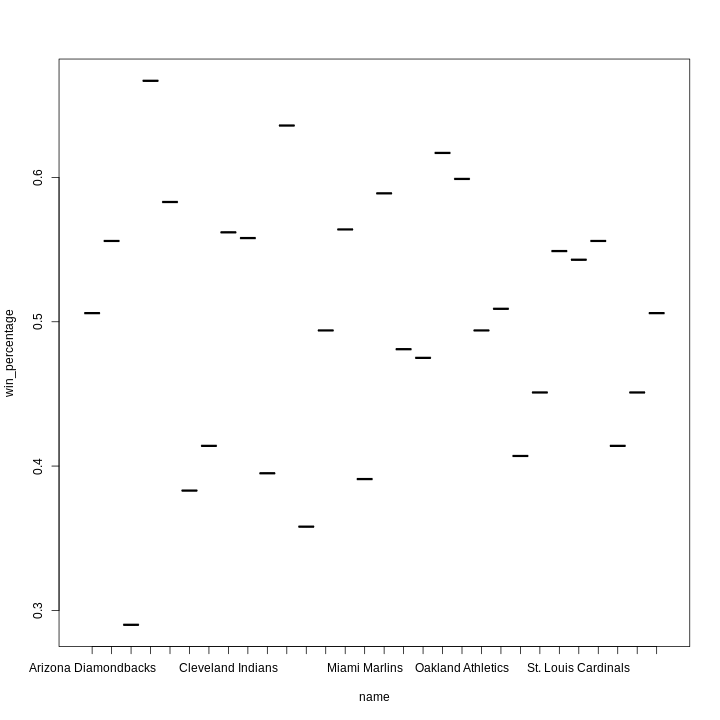 win_percentage
0.6
0.5
0.4
0.3
Arizona Diamondbacks Cleveland Indians Miami Marlins Oakland Athletics St. Louis Cardinals
name